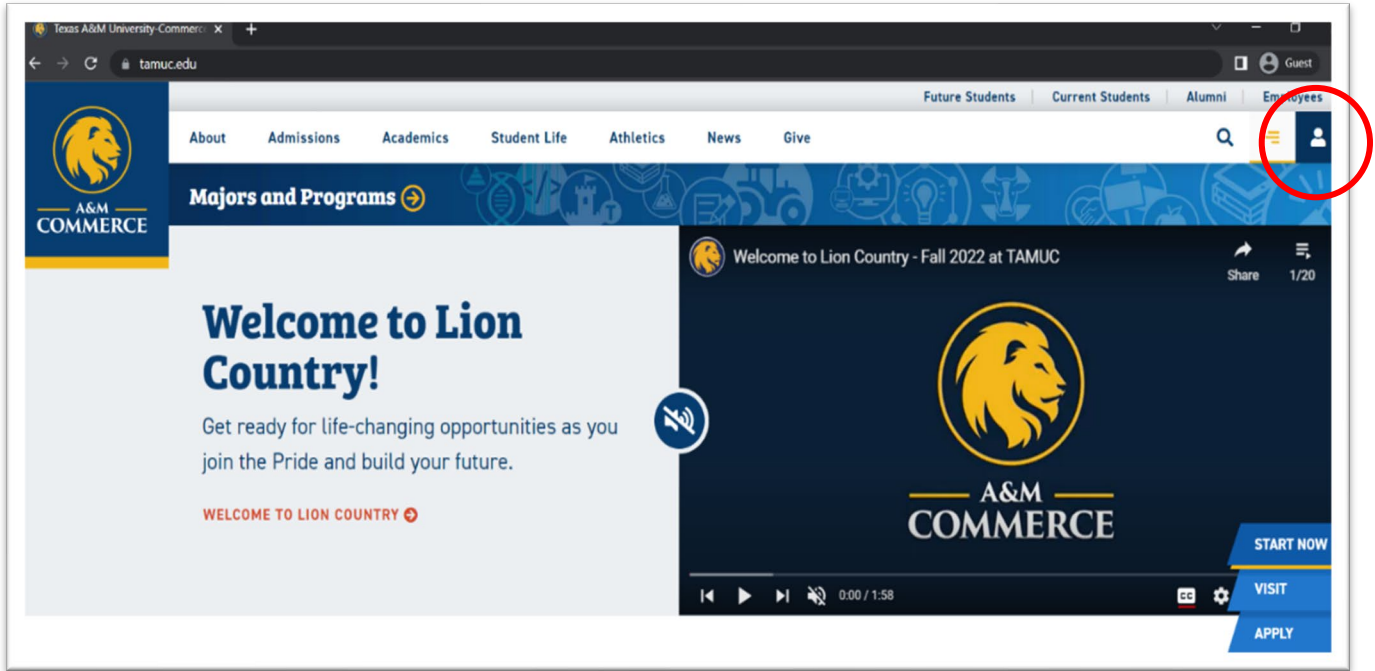 Texas A&M University-Commerc
tamuc.edu
Guest
Future Students
Current Students
Alumni
Employees
A&M
COMMERCE
About
Admissions
Academics
Student Life
Athletics
News
Give
Majors and Programs
Welcome to Lion
Country!
Get ready for life-changing opportunities as you
join the Pride and build your future.
WELCOME TO LION COUNTRY
Welcome to Lion Country - Fall 2022 at TAMUC
Share
1/20
A&M
COMMERCE
0:00 / 1:58
CC
START NOW
VISIT
APPLY